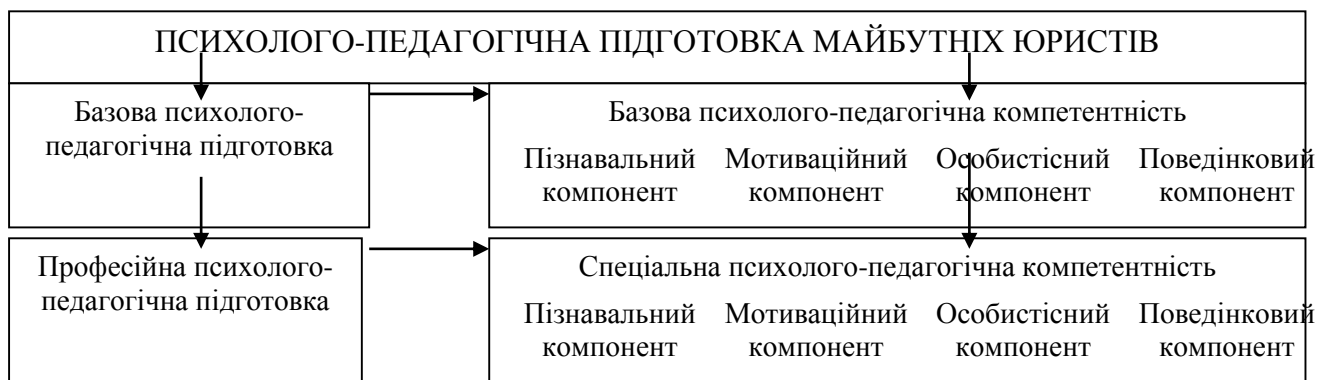 ПСИХОЛОГО-ПЕДАГОГІЧНА ПІДГОТОВКА МАЙБУТНІХ ЮРИСТІВ
Базова психолого-
педагогічна підготовка
Базова психолого-педагогічна компетентність
Пізнавальний Мотиваційний Особистісний Поведінковий
компонент компонент компонент компонент
Професійна психолого-
педагогічна підготовка
Спеціальна психолого-педагогічна компетентність
Пізнавальний Мотиваційний Особистісний Поведінковий
компонент компонент компонент компонент